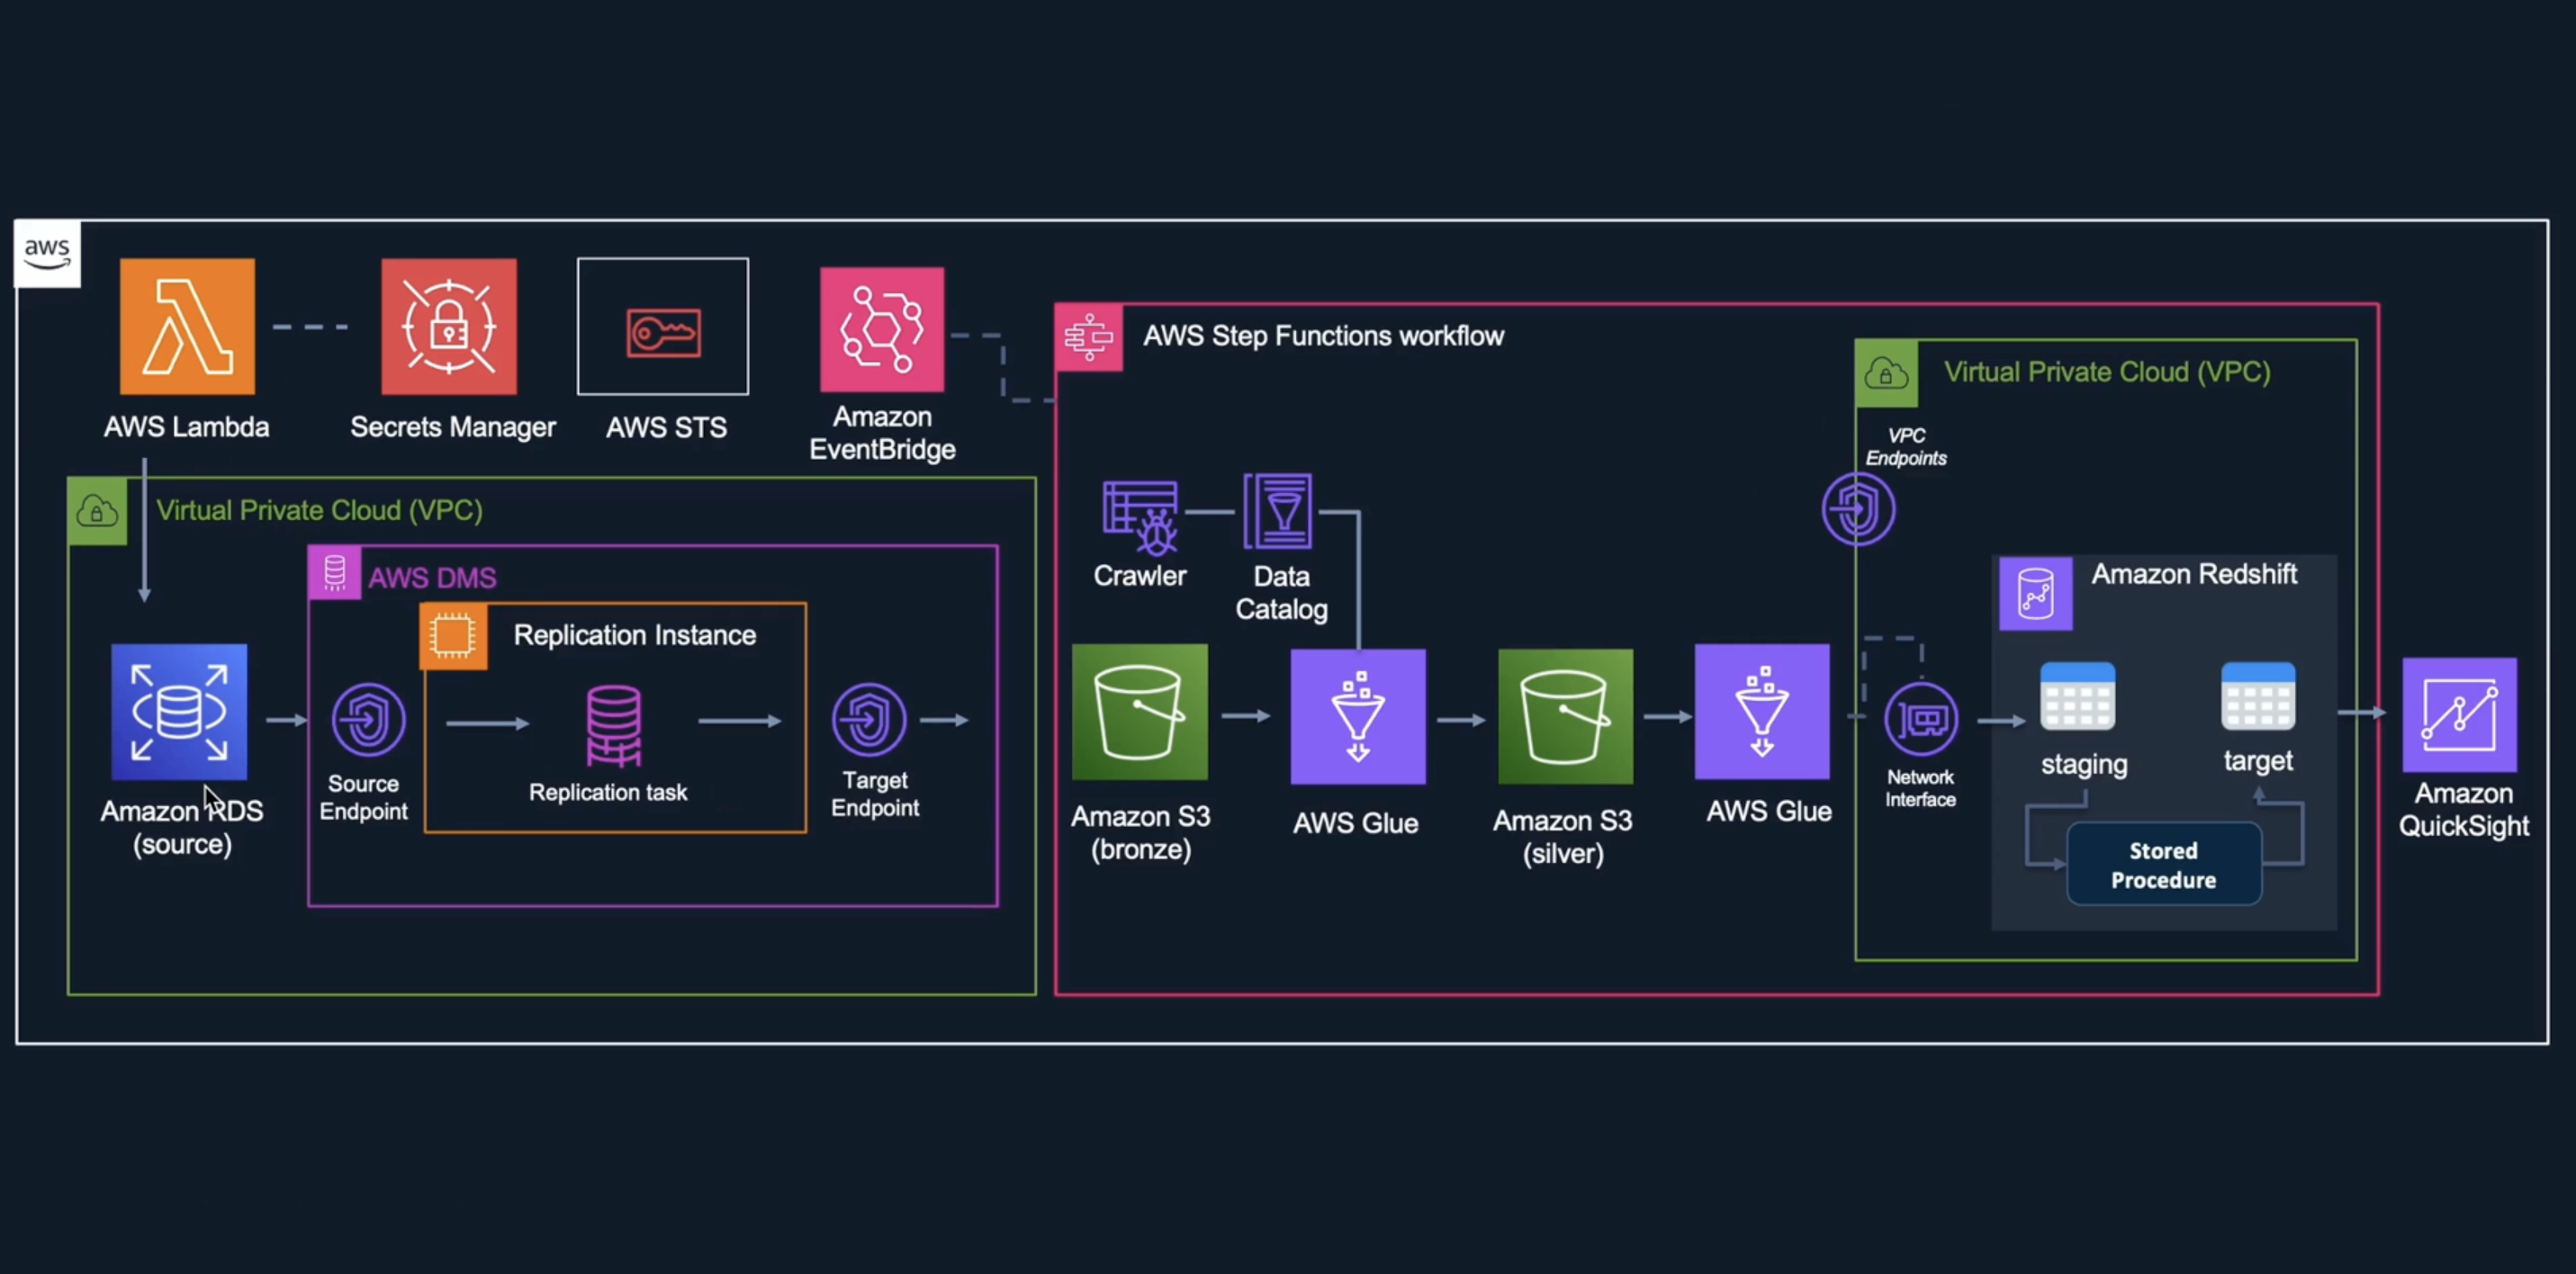 aws
AWS Lambda
Secrets Manager
AWS STS
Amazon
EventBridge
AWS Step Functions workflow
Virtual Private Cloud (VPC)
VPC
Endpoints
Virtual Private Cloud (VPC)
AWS DMS
Replication Instance
Source
Endpoint
Replication task
Target
Endpoint
Amazon RDS
(source)
Crawler
Data
Catalog
Amazon S3
(bronze)
AWS Glue
Amazon S3
(silver)
AWS Glue
Network
Interface
Amazon Redshift
staging
target
Stored
Procedure
Amazon
QuickSight